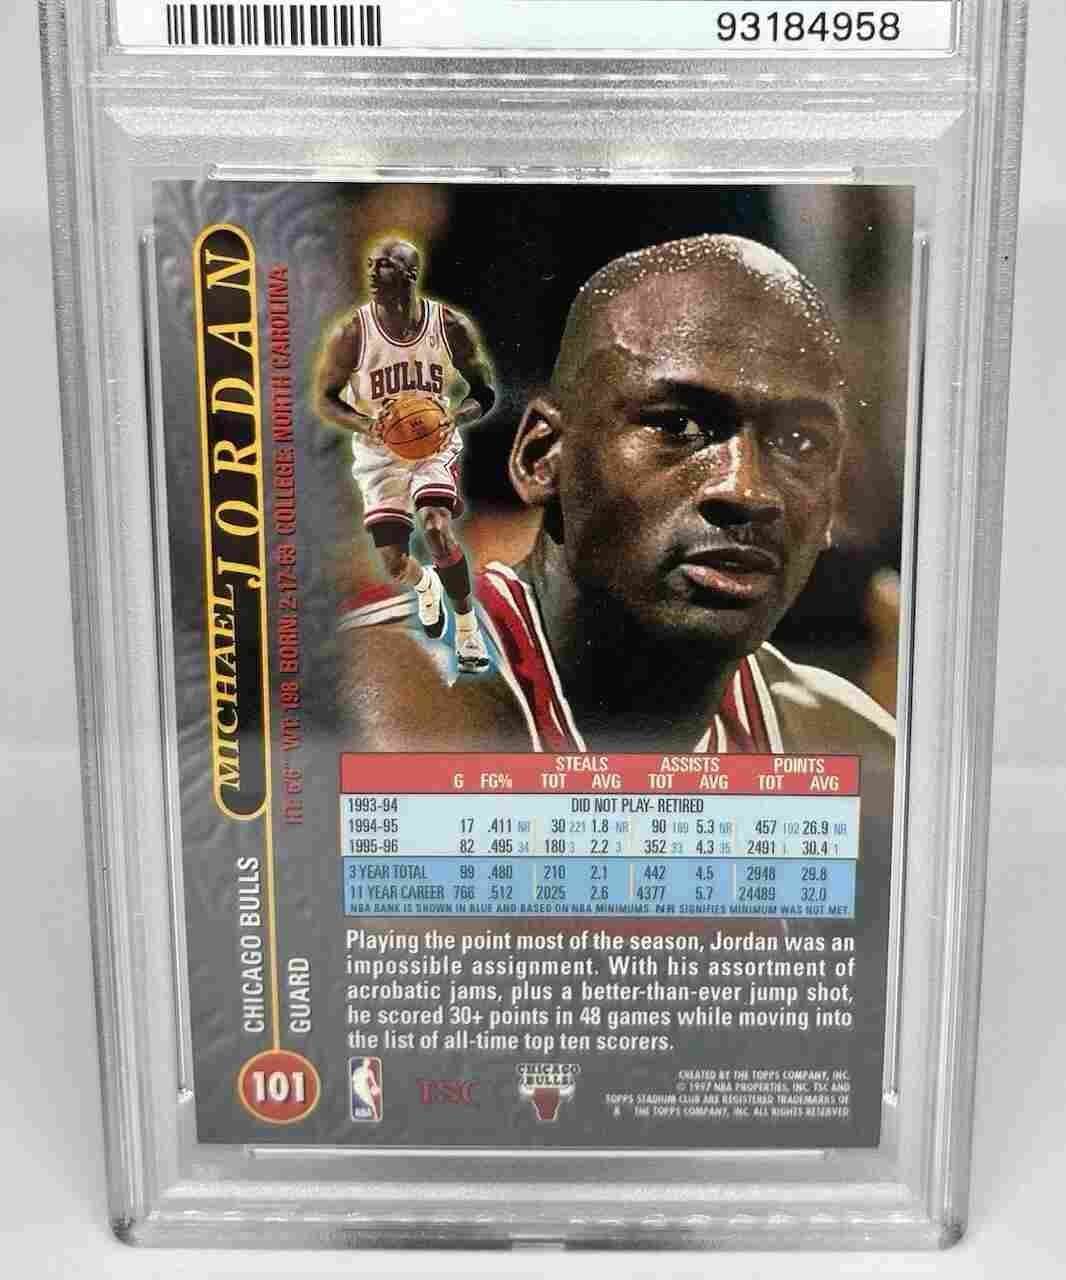 93184958
MICHAEL JORDAN
HT: 6'6" WT: 198 BORN: 2-17-63 COLLEGE: NORTH CAROLINA
CHICAGO BULLS
GUARD
101
BULLS
STEALS ASSISTS POINTS
G FG% TOT AVG TOT AVG TOT AVG
1993-94 DID NOT PLAY- RETIRED
1994-95 17 .411 NR 30 221 1.8 NR 90 189 5.3 NR 457 192 26.9 NR
1995-96 82 .495 34 180 3 2.2 3 352 33 4.3 35 2491 1 30.4 1
3 YEAR TOTAL 99 .480 210 2.1 442 4.5 2948 29.8
11 YEAR CAREER 766 .512 2025 2.6 4377 5.7 24489 32.0
NBA RANK IS SHOWN IN BLUE AND BASED ON NBA MINIMUMS. NR SIGNIFIES MINIMUM WAS NOT MET.
Playing the point most of the season, Jordan was an
impossible assignment. With his assortment of
acrobatic jams, plus a better-than-ever jump shot,
he scored 30+ points in 48 games while moving into
the list of all-time top ten scorers.
NBA
TSC
CHICAGO
BULLS
CREATED BY THE TOPPS COMPANY, INC.
© 1997 NBA PROPERTIES, INC. TSC AND
TOPPS STADIUM CLUB ARE REGISTERED TRADEMARKS OF
& THE TOPPS COMPANY, INC. ALL RIGHTS RESERVED